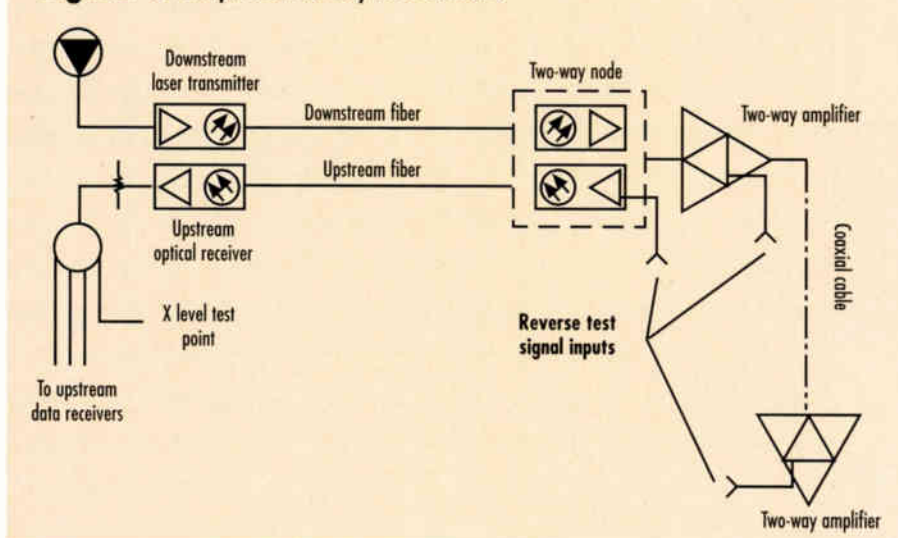 Downstream
laser transmitter
Two-way node
Downstream fiber
Two-way amplifier
Upstream fiber
Upstream
optical receiver
Coaxial cable
X level test
point
Reverse test
signal inputs
To upstream
data receivers
Two-way amplifier